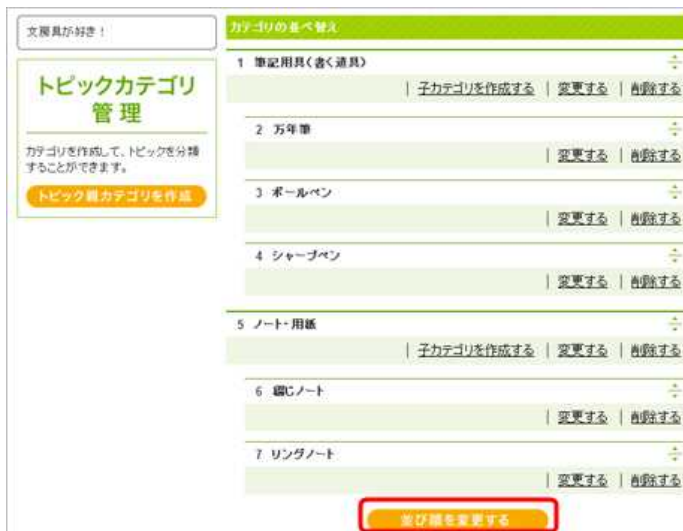 文房具が好き！
トピックカテゴリ
管理
カテゴリを作成して、トピックを分類
することができます。
トピック親カテゴリを作成
カテゴリの並べ替え
1 筆記用具(書く道具)
| 子カテゴリを作成する | 変更する | 削除する
2 万年筆
| 変更する | 削除する
3 ボールペン
| 変更する | 削除する
4 シャープペン
| 変更する | 削除する
5 ノート・用紙
| 子カテゴリを作成する | 変更する | 削除する
6 綴じノート
| 変更する | 削除する
7 リングノート
| 変更する | 削除する
並び順を変更する